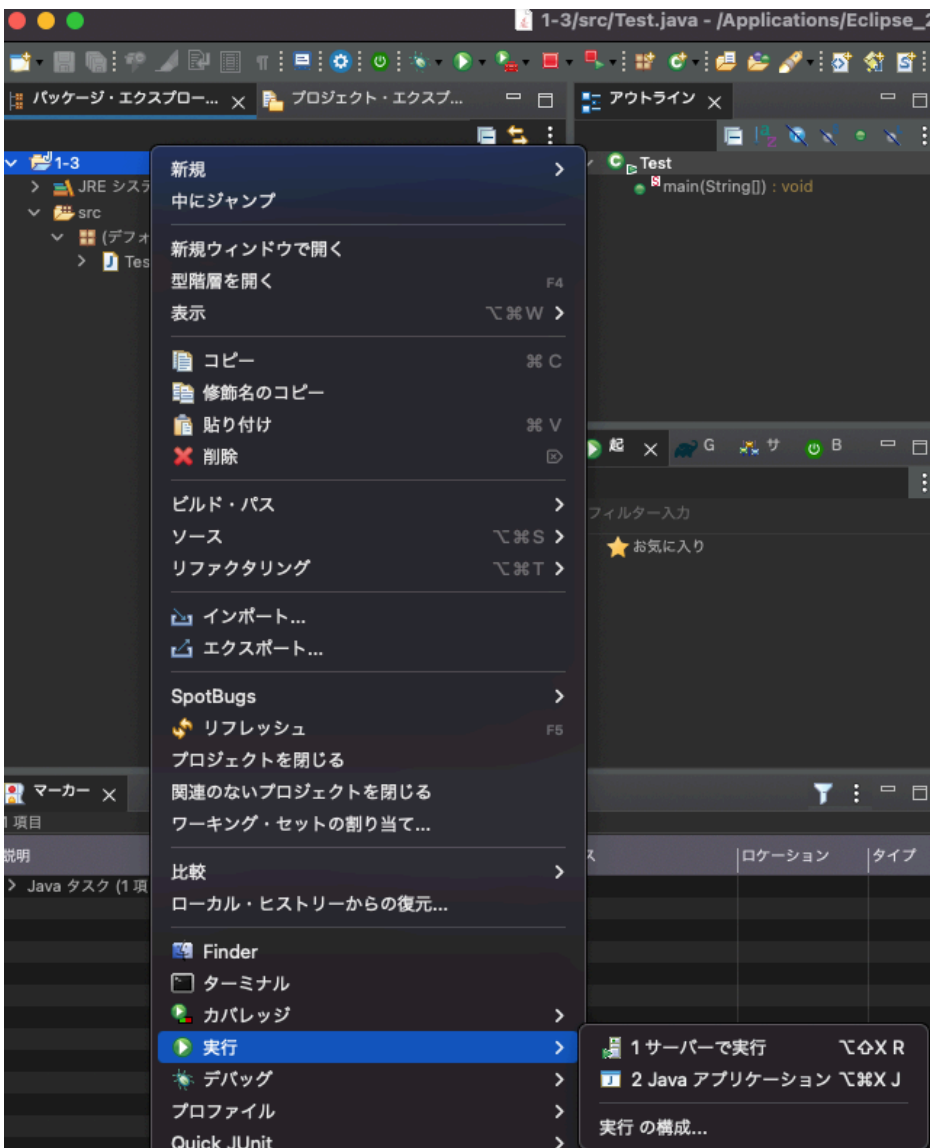 1-3/src/Test.java - /Applications/Eclipse_2
パッケージ・エクスプロー...
プロジェクト・エクスプ...
アウトライン
1-3
JRE システ
src
(デフォ
Tes
Test
main(String[]) : void
新規
中にジャンプ
新規ウィンドウで開く
型階層を開く F4
表示 ⌥⌘W
コピー ⌘C
修飾名のコピー
貼り付け ⌘V
削除 ⌦
ビルド・パス
ソース ⌥⌘S
リファクタリング ⌥⌘T
インポート...
エクスポート...
SpotBugs
リフレッシュ F5
プロジェクトを閉じる
関連のないプロジェクトを閉じる
ワーキング・セットの割り当て...
比較
ローカル・ヒストリーからの復元...
Finder
ターミナル
カバレッジ
実行
デバッグ
プロファイル
Quick JUnit
1 サーバーで実行 ⌥⇧X R
2 Java アプリケーション ⌥⌘X J
実行 の構成...
起
G
サ
B
フィルター入力
お気に入り
マーカー
1 項目
説明
ス
ロケーション
タイプ
Java タスク (1 項